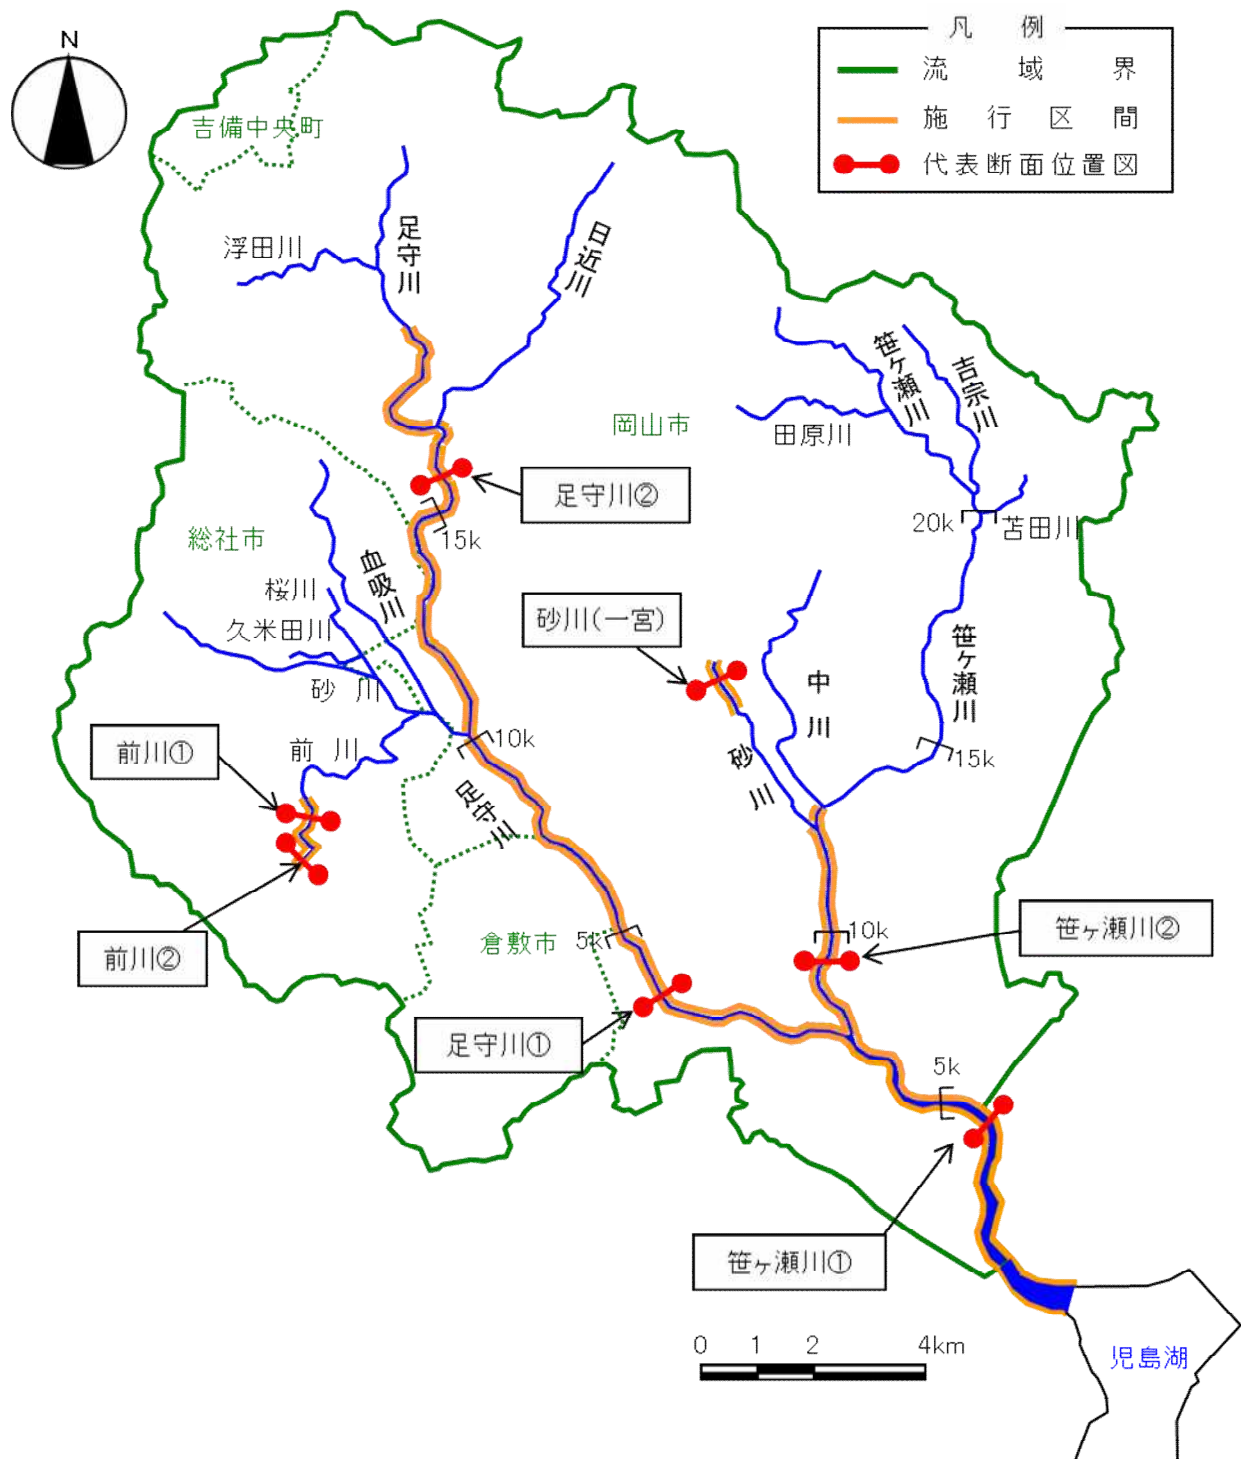 N
凡 例
流域界
施行区間
代表断面位置図
吉備中央町
浮田川
足守川
日近川
笹ヶ瀬川
吉宗川
田原川
岡山市
足守川②
15k
20k
苫田川
総社市
血吸川
桜川
久米田川
砂川
砂川(一宮)
中川
笹ヶ瀬川
15k
前川①
前川
10k
足守川
砂川
前川②
倉敷市
5k
10k
笹ヶ瀬川②
足守川①
5k
笹ヶ瀬川①
0 1 2 4km
児島湖